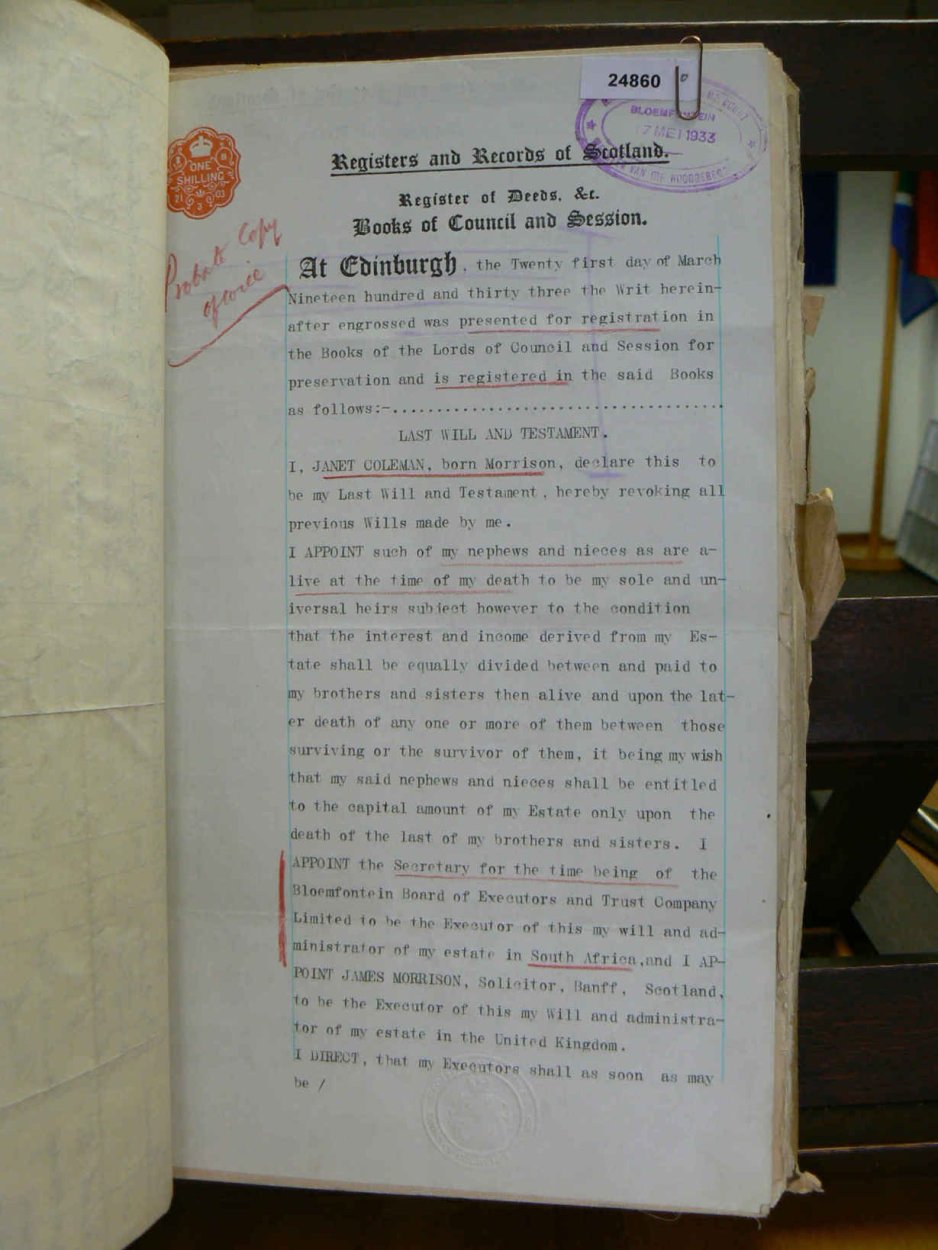 24860
BLOEMFONTEIN
17 MEI 1933
Registers and Records of Scotland.
ONE
SHILLING
Register of Deeds, &c.
Books of Council and Session.
Probate Copy
of will
At Edinburgh, the Twenty first day of March
Nineteen hundred and thirty three the Writ herein-
after engrossed was presented for registration in
the Books of the Lords of Council and Session for
preservation and is registered in the said Books
as follows:-......................................
LAST WILL AND TESTAMENT.
I, JANET COLEMAN, born Morrison, declare this to
be my Last Will and Testament, hereby revoking all
previous Wills made by me.
I APPOINT such of my nephews and nieces as are a-
live at the time of my death to be my sole and un-
iversal heirs subject however to the condition
that the interest and income derived from my Es-
tate shall be equally divided between and paid to
my brothers and sisters then alive and upon the lat-
er death of any one or more of them between those
surviving or the survivor of them, it being my wish
that my said nephews and nieces shall be entitled
to the capital amount of my Estate only upon the
death of the last of my brothers and sisters. I
APPOINT the Secretary for the time being of the
Bloemfontein Board of Executors and Trust Company
Limited to be the Executor of this my will and ad-
ministrator of my estate in South Africa,and I AP-
POINT JAMES MORRISON, Solicitor, Banff, Scotland,
to be the Executor of this my Will and administra-
tor of my estate in the United Kingdom.
I DIRECT, that my Executors shall as soon as may
be /